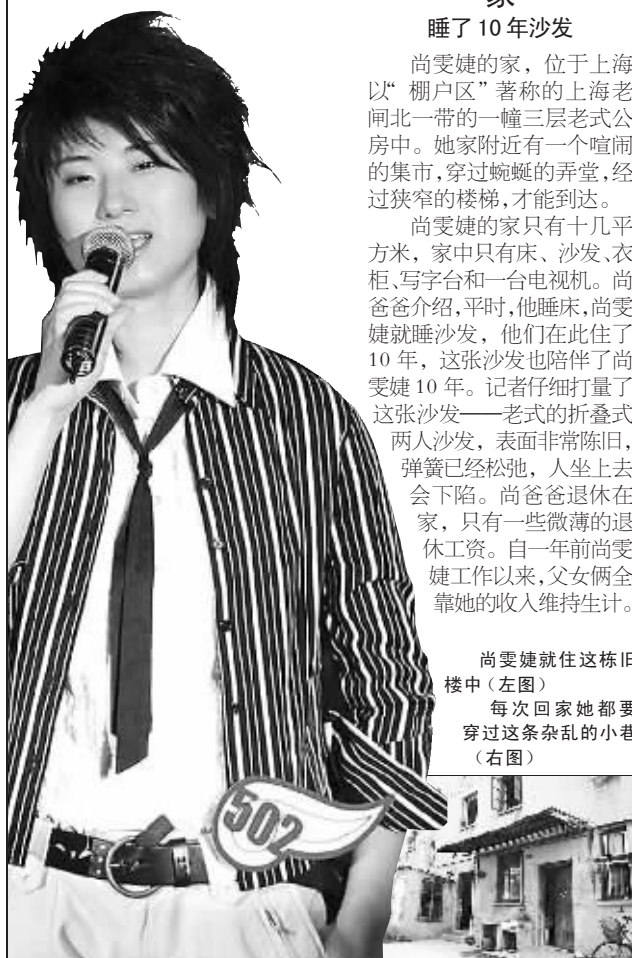 家
睡了10年沙发
尚雯婕的家，位于上海
以“棚户区”著称的上海老
闸北一带的一幢三层老式公
房中。她家附近有一个喧闹
的集市，穿过蜿蜒的弄堂，经
过狭窄的楼梯，才能到达。
尚雯婕的家只有十几平
方米，家中只有床、沙发、衣
柜、写字台和一台电视机。尚
爸爸介绍，平时，他睡床，尚雯
婕就睡沙发，他们在此住了
10年，这张沙发也陪伴了尚
雯婕10年。记者仔细打量了
这张沙发——老式的折叠式
两人沙发，表面非常陈旧，
弹簧已经松弛，人坐上去
会下陷。尚爸爸退休在
家，只有一些微薄的退
休工资。自一年前尚雯
婕工作以来，父女俩全
靠她的收入维持生计。
尚雯婕就住这栋旧
楼中（左图）
每次回家她都要
穿过这条杂乱的小巷
（右图）
502